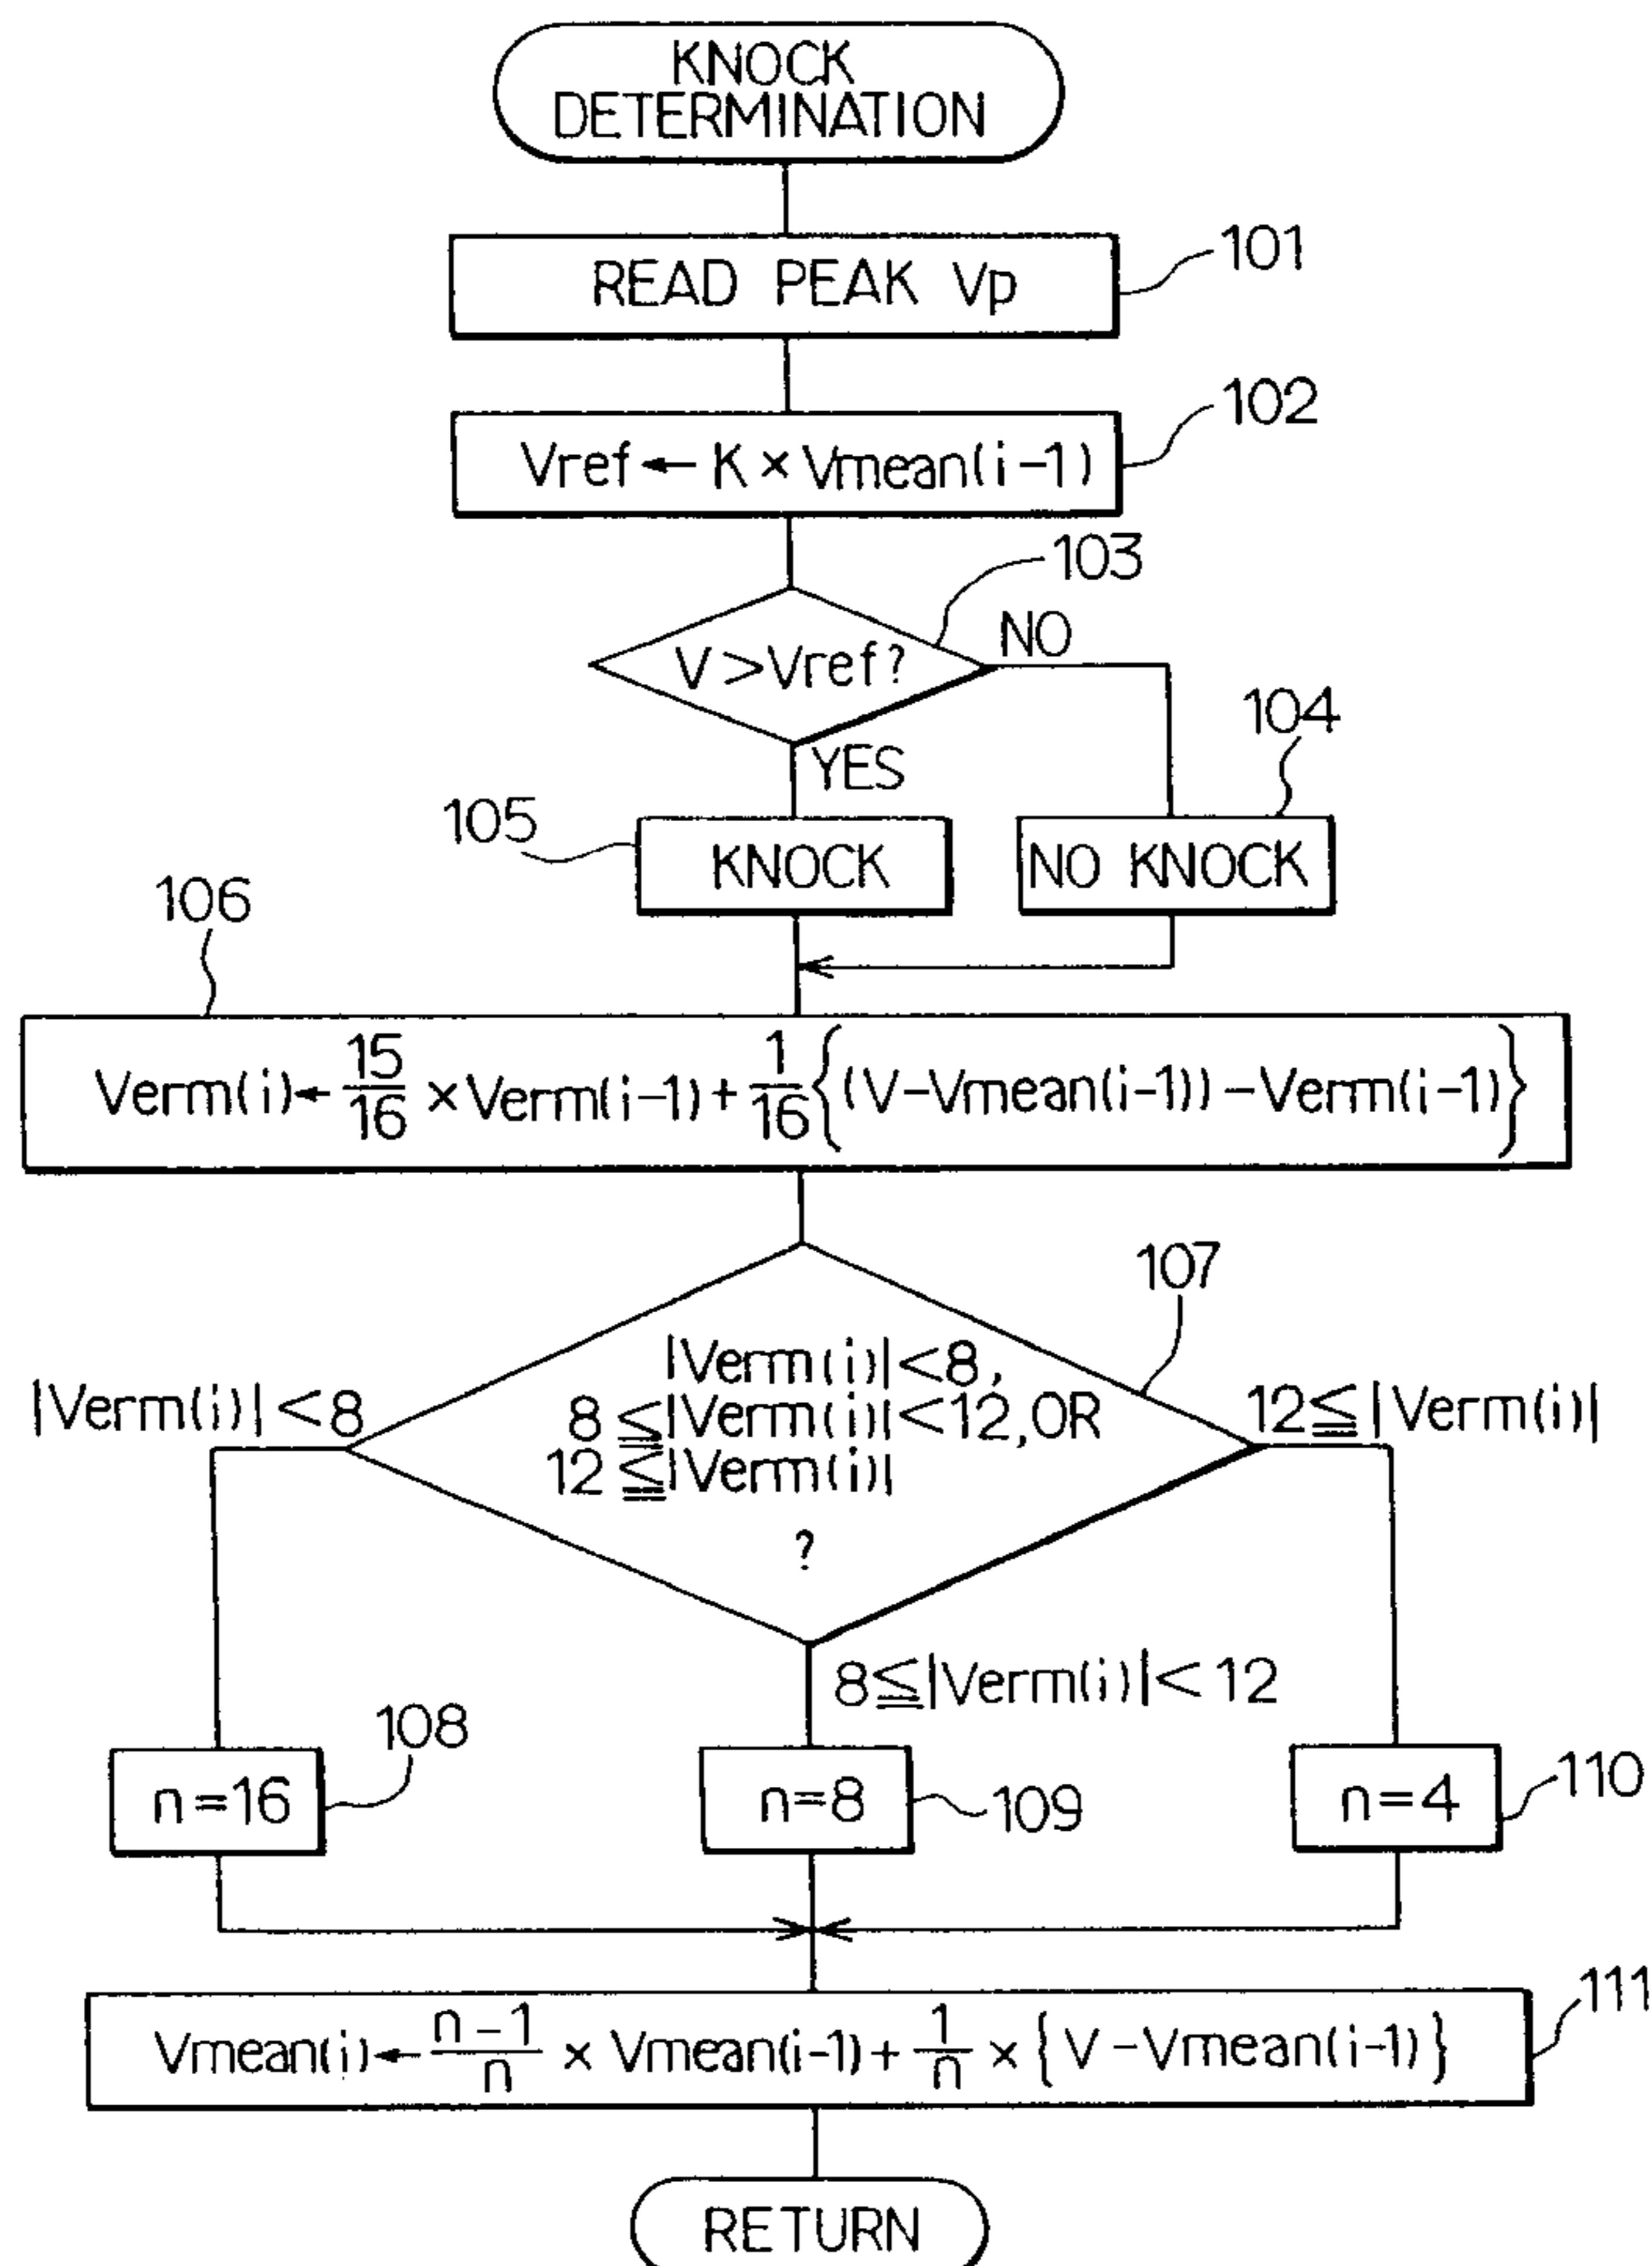 KNOCK
DETERMINATION
READ PEAK Vp
101
Vref ← K × Vmean(i-1)
102
103
V > Vref ?
NO
YES
104
105
KNOCK
NO KNOCK
106
Verm(i) ← 15/16 × Verm(i-1) + 1/16 {(V-Vmean(i-1)) - Verm(i-1)}
107
|Verm(i)| < 8,
8 ≦ |Verm(i)| < 12, OR
12 ≦ |Verm(i)|
?
|Verm(i)| < 8
12 ≦ |Verm(i)|
8 ≦ |Verm(i)| < 12
108
n=16
n=8
109
n=4
110
111
Vmean(i) ← n-1/n × Vmean(i-1) + 1/n × {V - Vmean(i-1)}
RETURN